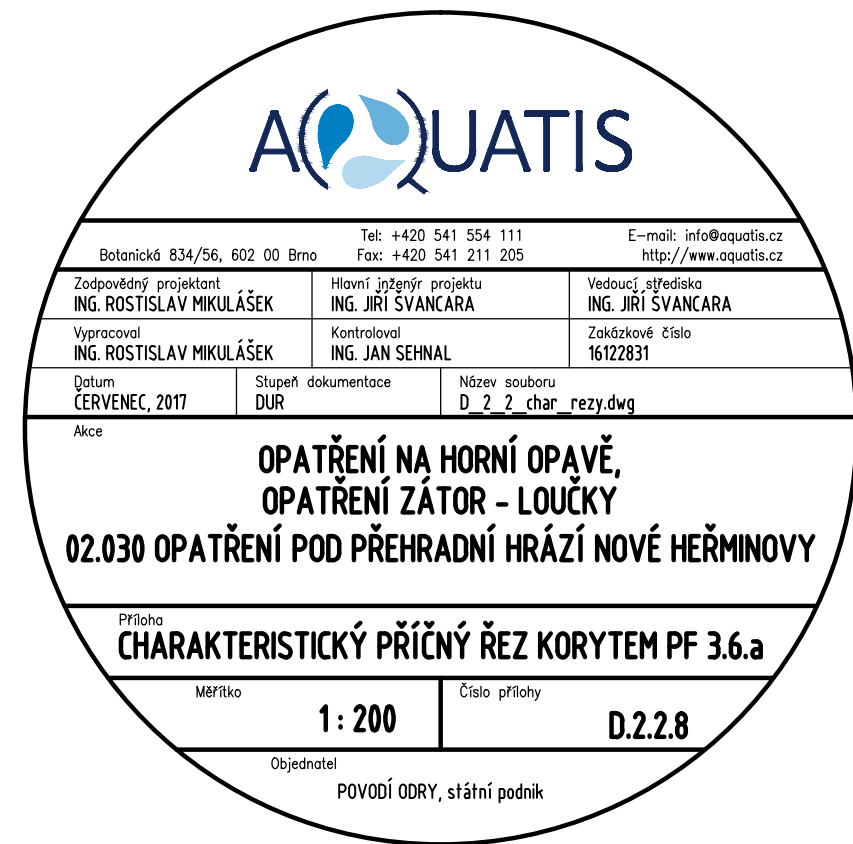 AQUATIS
Botanická 834/56, 602 00 Brno
Tel: +420 541 554 111
Fax: +420 541 211 205
E-mail: info@aquatis.cz
http://www.aquatis.cz
Zodpovědný projektant
ING. ROSTISLAV MIKULÁŠEK
Hlavní inženýr projektu
ING. JIŘÍ ŠVANCARA
Vedoucí střediska
ING. JIŘÍ ŠVANCARA
Vypracoval
ING. ROSTISLAV MIKULÁŠEK
Kontroloval
ING. JAN SEHNAL
Zakázkové číslo
16122831
Datum
ČERVENEC, 2017
Stupeň dokumentace
DUR
Název souboru
D_2_2_char_rezy.dwg
Akce
OPATŘENÍ NA HORNÍ OPAVĚ,
OPATŘENÍ ZÁTOR - LOUČKY
02.030 OPATŘENÍ POD PŘEHRADNÍ HRÁZÍ NOVÉ HEŘMINOVY
Příloha
CHARAKTERISTICKÝ PŘÍČNÝ ŘEZ KORYTEM PF 3.6.a
Měřítko
1 : 200
Číslo přílohy
D.2.2.8
Objednatel
POVODÍ ODRY, státní podnik